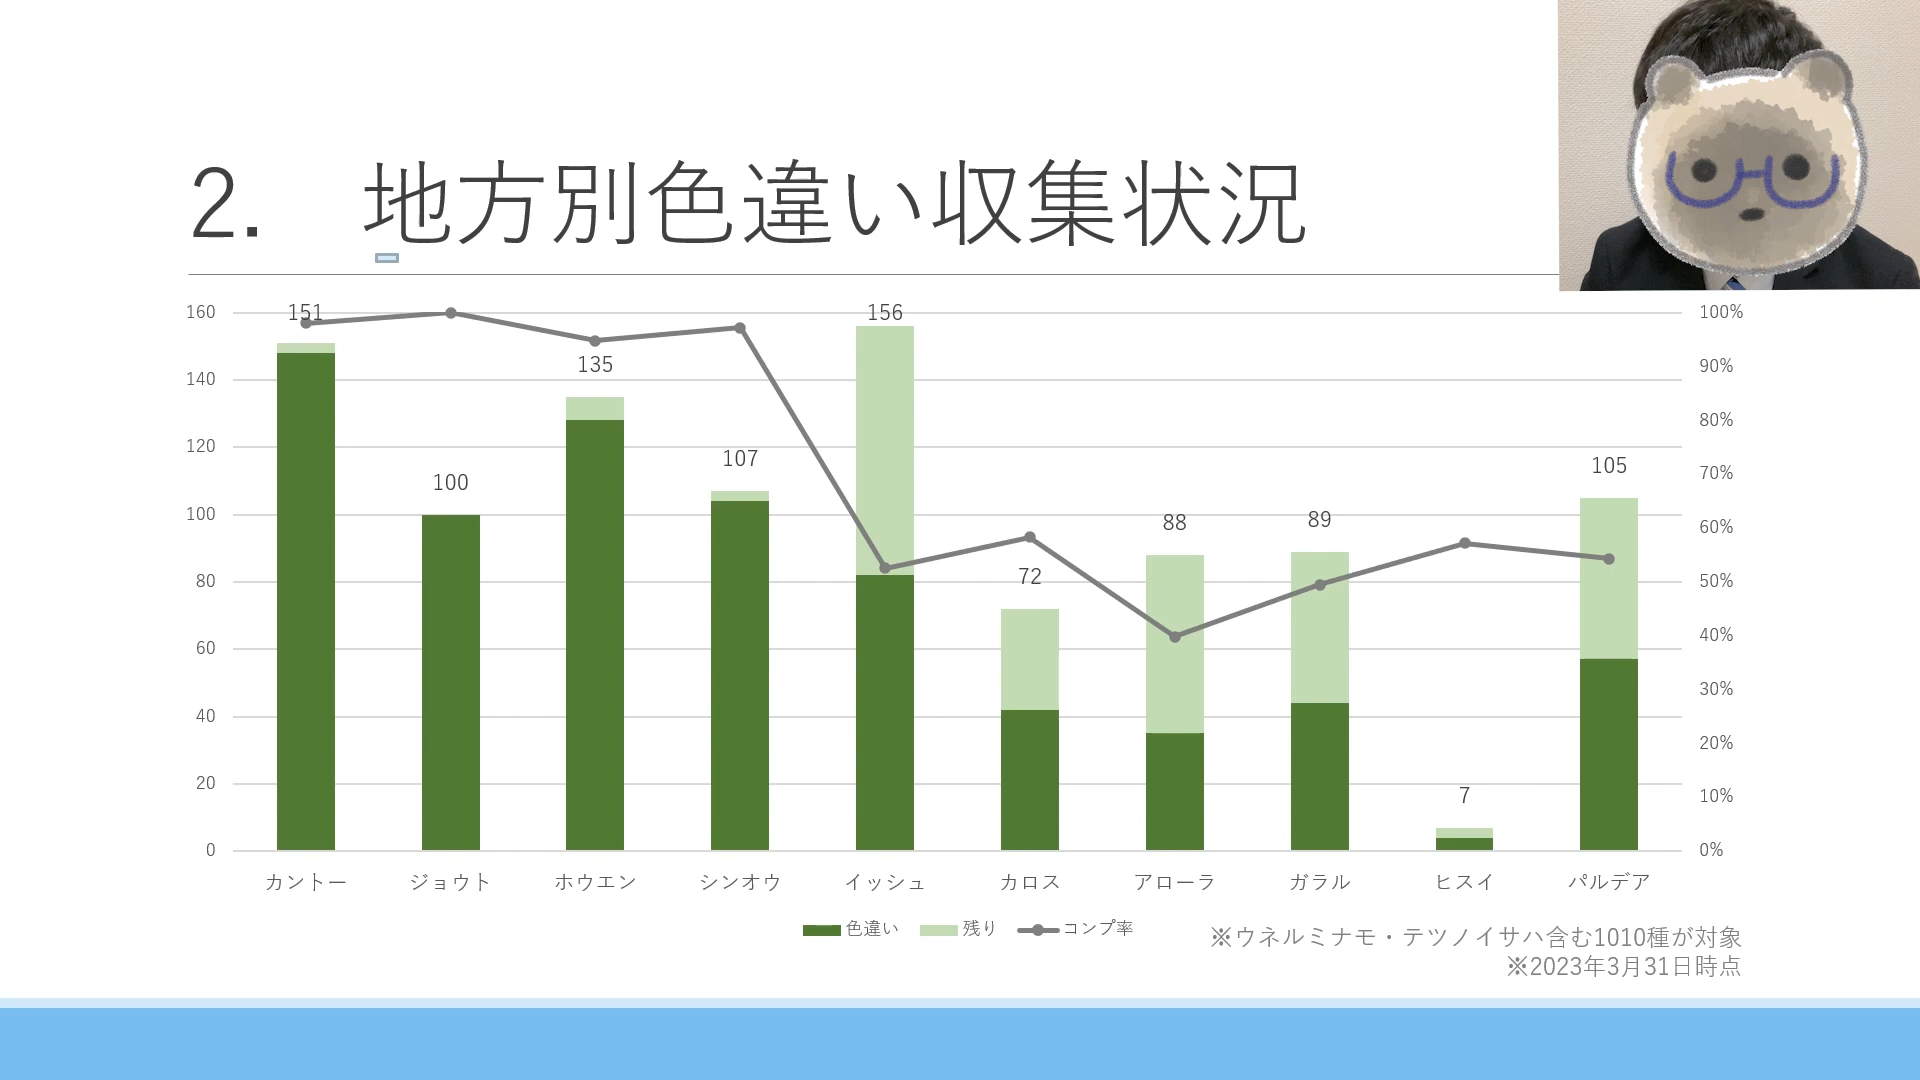 2.　地方別色違い収集状況
160
140
120
100
80
60
40
20
0
151
100
135
107
156
72
88
89
7
105
100%
90%
80%
70%
60%
50%
40%
30%
20%
10%
0%
カントー
ジョウト
ホウエン
シンオウ
イッシュ
カロス
アローラ
ガラル
ヒスイ
パルデア
色違い 残り コンプ率
※ウネルミナモ・テツノイサハ含む1010種が対象
※2023年3月31日時点